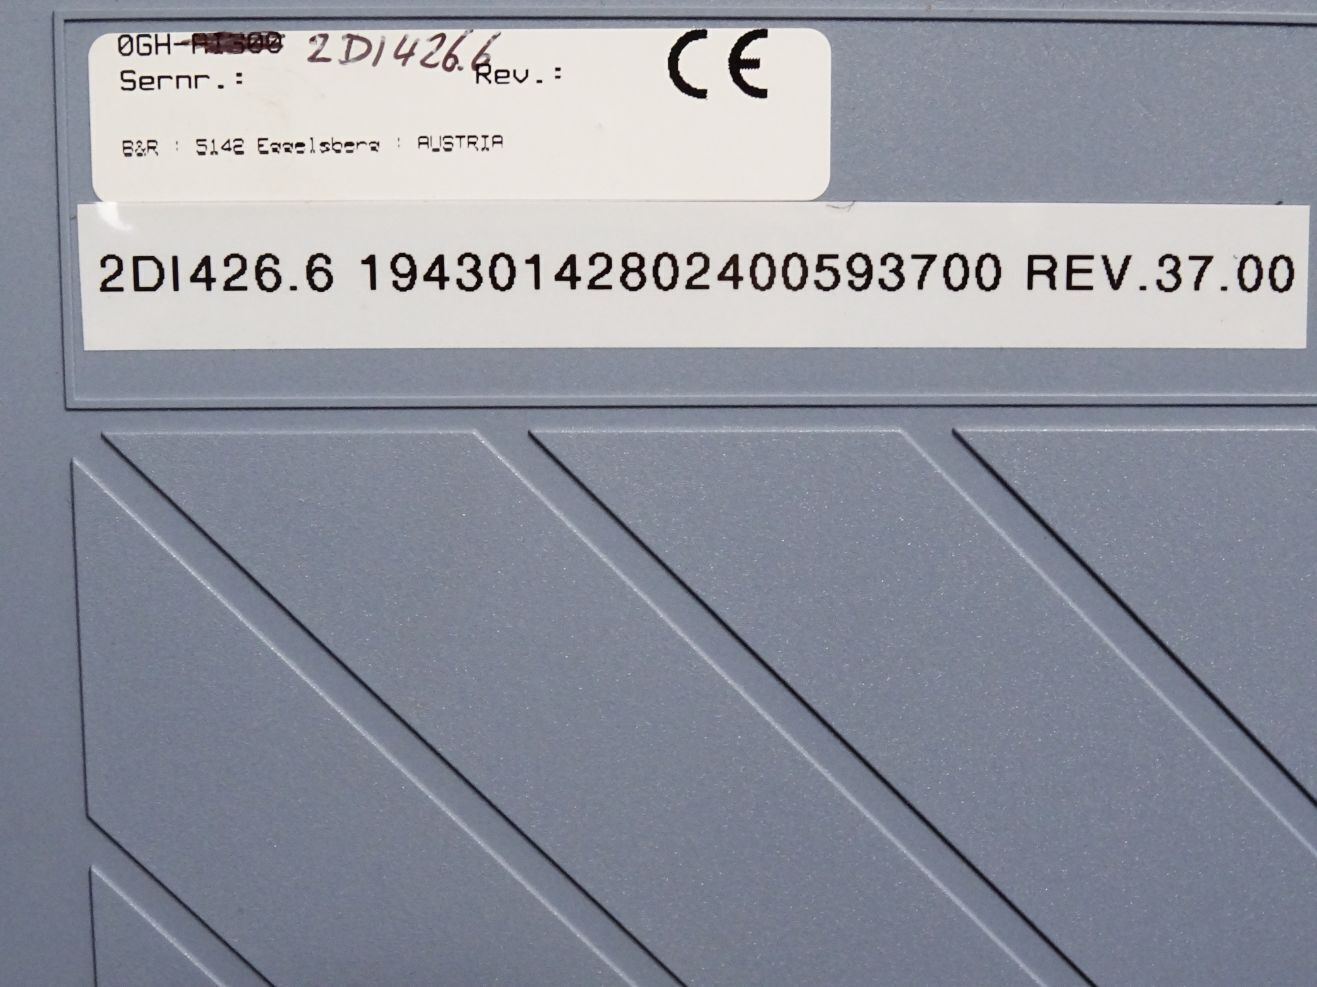 0GH- 2DI426.6
Sernr.: Rev.: CE
B&R : 5142 Eggelsberg : AUSTRIA
2DI426.6 19430142802400593700 REV.37.00